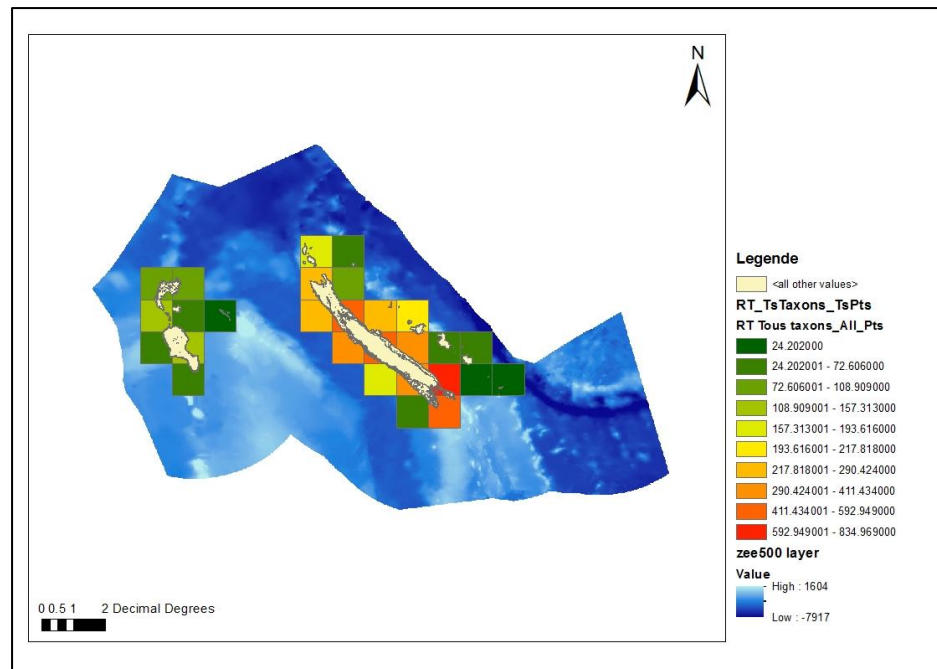 N
Legende
<all other values>
RT_TsTaxons_TsPts
RT Tous taxons_All_Pts
24.202000
24.202001 - 72.606000
72.606001 - 108.909000
108.909001 - 157.313000
157.313001 - 193.616000
193.616001 - 217.818000
217.818001 - 290.424000
290.424001 - 411.434000
411.434001 - 592.949000
592.949001 - 834.969000
zee500 layer
Value
High : 1604
Low : -7917
0 0.5 1 2 Decimal Degrees